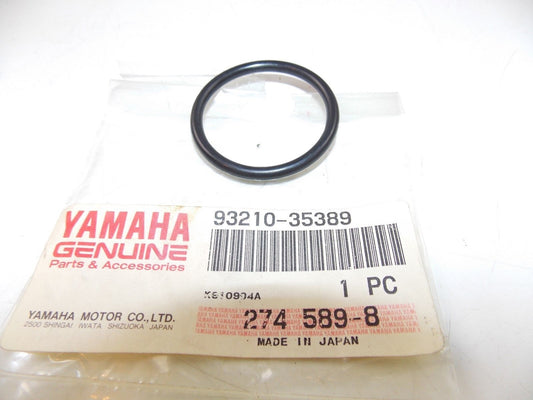 93210-35389
YAMAHA
GENUINE
Parts & Accessories
1 PC
YAMAHA MOTOR CO.,LTD.
2500 SHINGAI IWATA SHIZUOKA JAPAN
274 589-8
MADE IN JAPAN